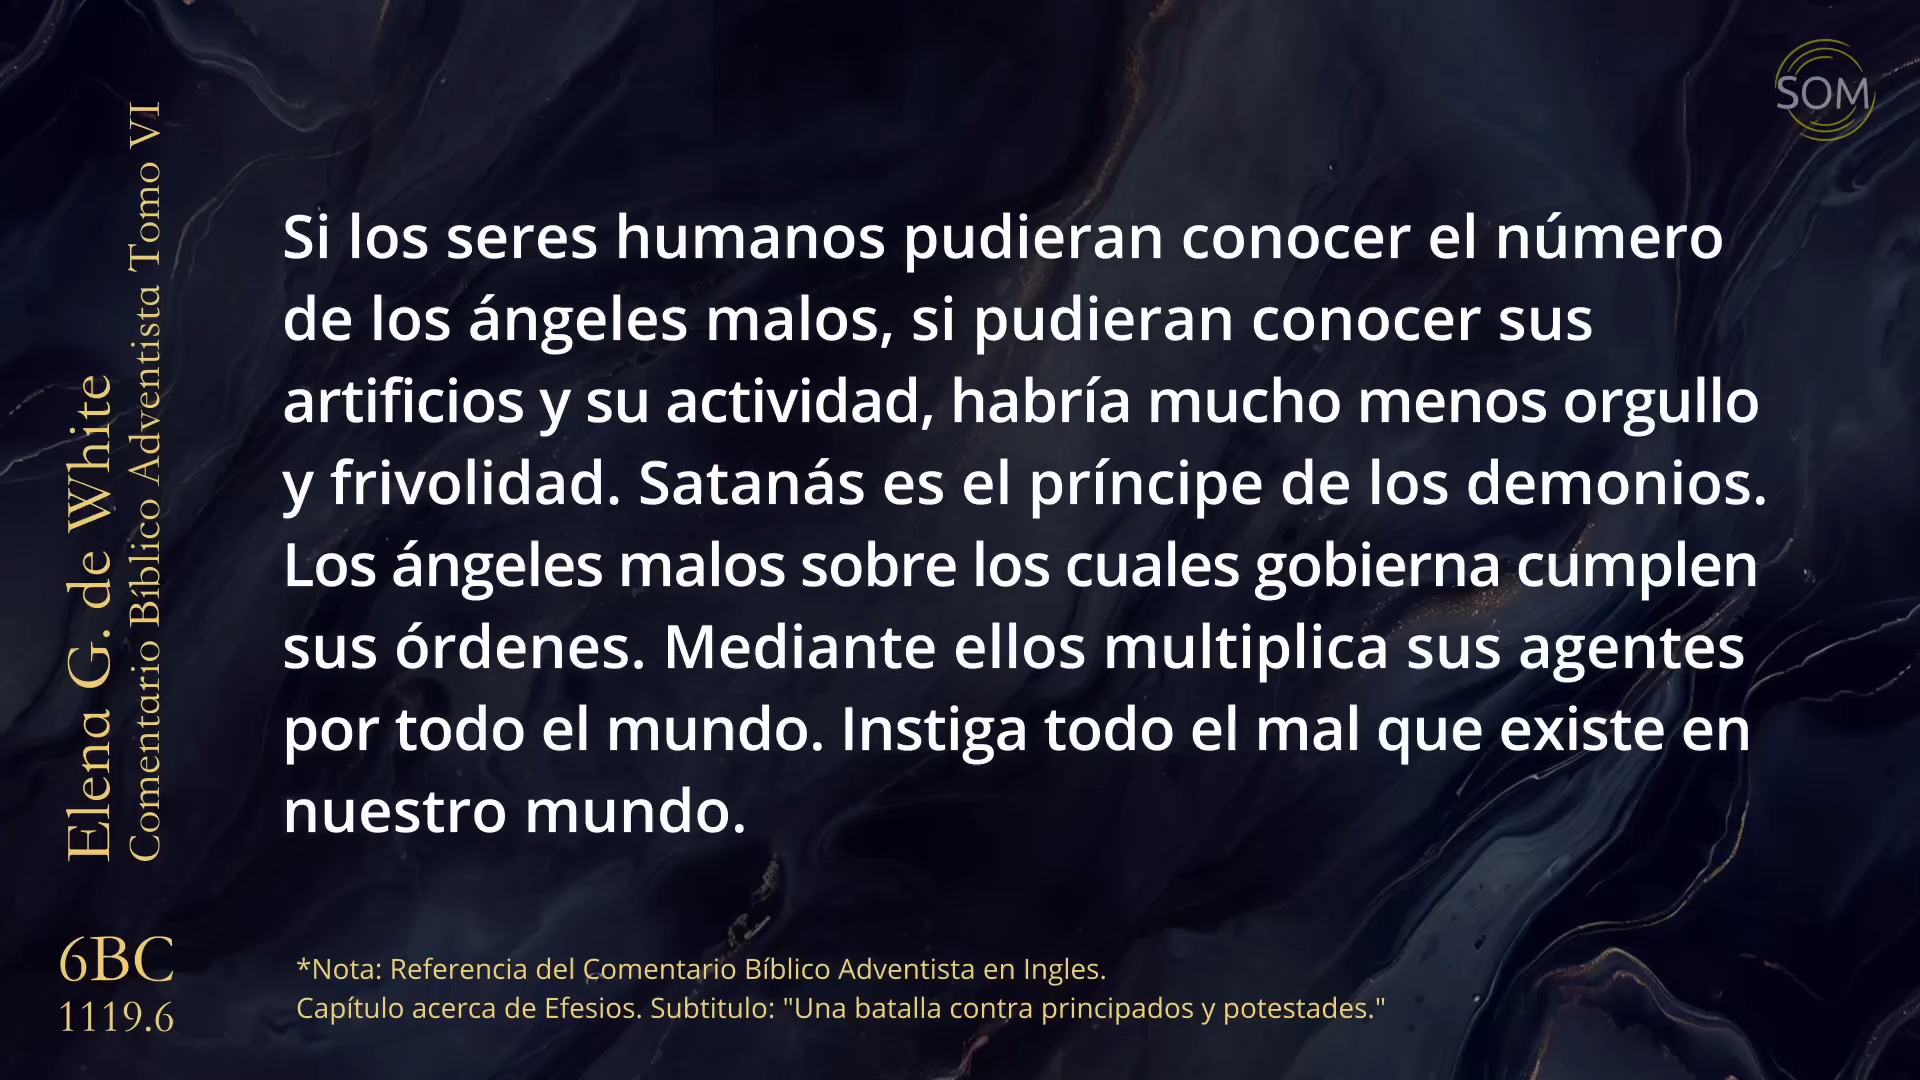 SOM
Si los seres humanos pudieran conocer el número
de los ángeles malos, si pudieran conocer sus
artificios y su actividad, habría mucho menos orgullo
y frivolidad. Satanás es el príncipe de los demonios.
Los ángeles malos sobre los cuales gobierna cumplen
sus órdenes. Mediante ellos multiplica sus agentes
por todo el mundo. Instiga todo el mal que existe en
nuestro mundo.
Elena G. de White
Comentario Bíblico Adventista Tomo VI
6BC
1119.6
*Nota: Referencia del Comentario Bíblico Adventista en Ingles.
Capítulo acerca de Efesios. Subtitulo: "Una batalla contra principados y potestades."